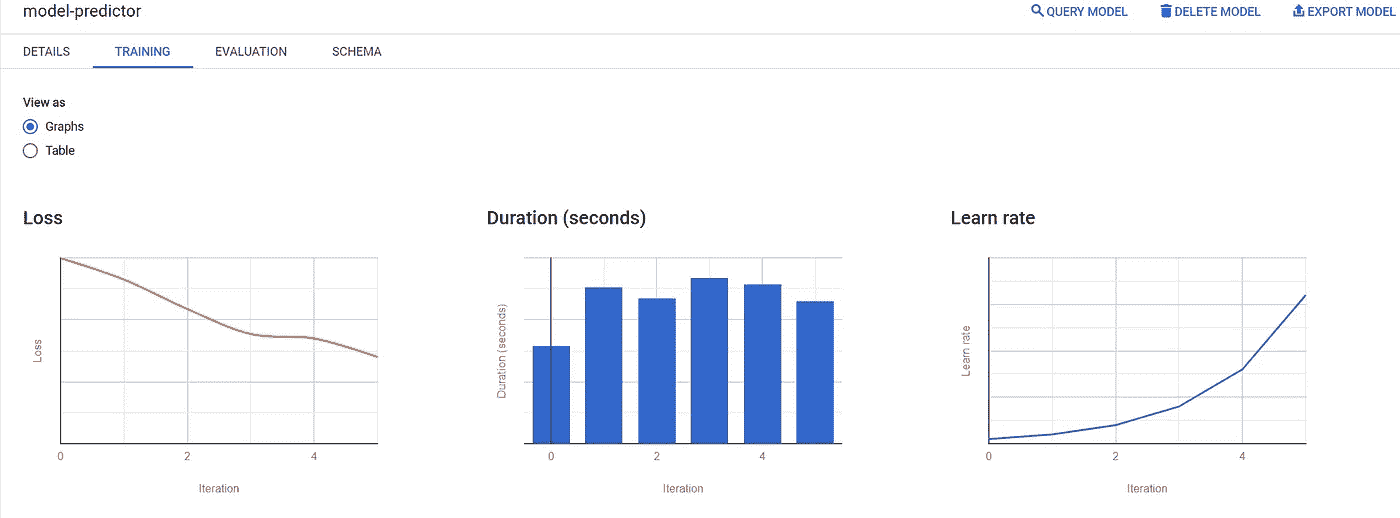 model-predictor
QUERY MODEL DELETE MODEL EXPORT MODEL
DETAILS TRAINING EVALUATION SCHEMA
View as
Graphs
Table
Loss
Loss
0 2 4
Iteration
Duration (seconds)
Duration (seconds)
0 2 4
Iteration
Learn rate
Learn rate
0 2 4
Iteration